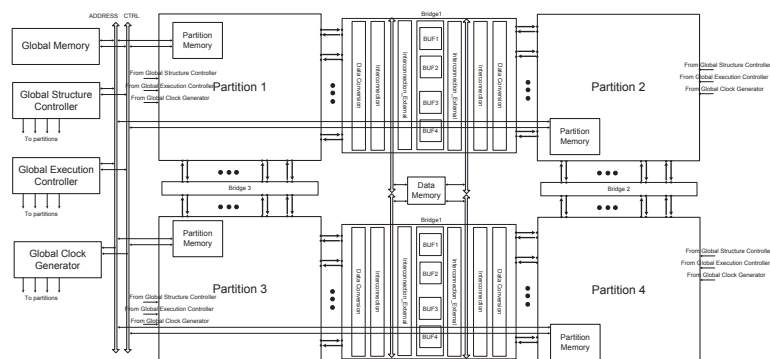 ADDRESS
CTRL
Bridge1
Global Memory
Partition Memory
From Global Structure Controller
From Global Execution Controller
From Global Clock Generator
Partition 1
Data Conversion
Interconnection
Interconnection_External
BUF1
BUF2
BUF3
BUF4
Interconnection_External
Interconnection
Data Conversion
Partition 2
From Global Structure Controller
From Global Execution Controller
From Global Clock Generator
Partition Memory
Global Structure Controller
To partitions
Global Execution Controller
To partitions
Bridge 3
Data Memory
Bridge 2
Global Clock Generator
To partitions
Bridge1
Partition Memory
Partition 3
From Global Structure Controller
From Global Execution Controller
From Global Clock Generator
Data Conversion
Interconnection
Interconnection_External
BUF1
BUF2
BUF3
BUF4
Interconnection_External
Interconnection
Data Conversion
Partition 4
From Global Structure Controller
From Global Execution Controller
From Global Clock Generator
Partition Memory